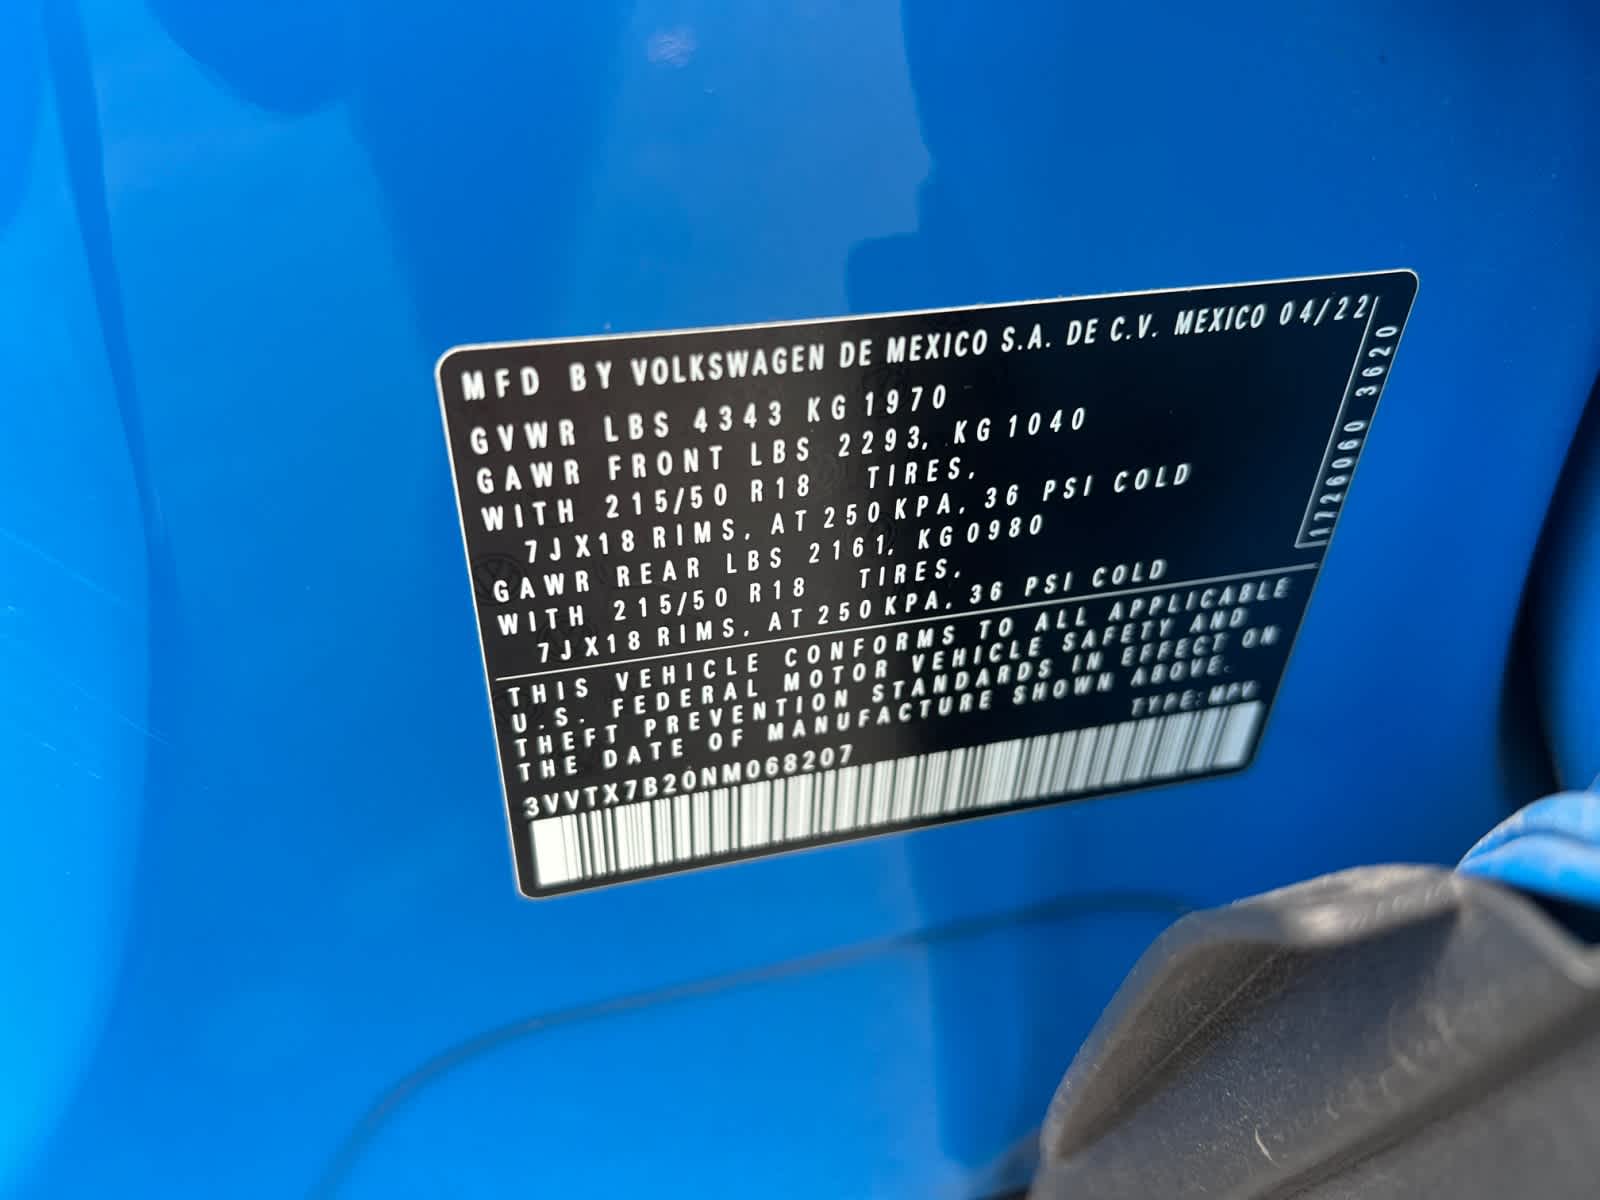 MFD BY VOLKSWAGEN DE MEXICO S.A. DE C.V. MEXICO 04/22
GVWR LBS 4343 KG 1970
GAWR FRONT LBS 2293, KG 1040
WITH 215/50 R18 TIRES,
7JX18 RIMS, AT 250 KPA, 36 PSI COLD
GAWR REAR LBS 2161, KG 0980
WITH 215/50 R18 TIRES,
7JX18 RIMS, AT 250 KPA, 36 PSI COLD
1726060 3620
THIS VEHICLE CONFORMS TO ALL APPLICABLE
U.S. FEDERAL MOTOR VEHICLE SAFETY AND
THEFT PREVENTION STANDARDS IN EFFECT ON
THE DATE OF MANUFACTURE SHOWN ABOVE.
TYPE: MPV
3VVTX7B20NM068207